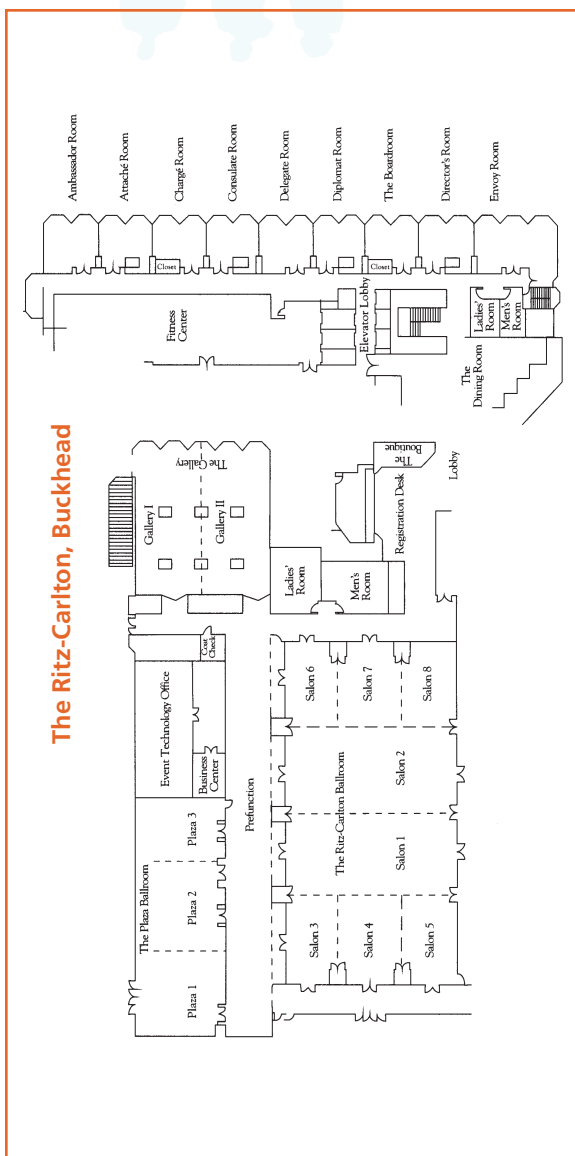 The Ritz-Carlton, Buckhead
Ambassador Room
Attaché Room
Chargé Room
Consulate Room
Delegate Room
Diplomat Room
The Boardroom
Director's Room
Envoy Room
Closet
Closet
Fitness
Center
Elevator Lobby
Ladies'
Room
Men's
Room
The
Dining Room
The Gallery
Gallery I
Gallery II
The
Boutique
Registration Desk
Lobby
Ladies'
Room
Men's
Room
Coat
Check
Event Technology Office
Business
Center
Prefunction
The Plaza Ballroom
Plaza 1
Plaza 2
Plaza 3
The Ritz-Carlton Ballroom
Salon 1
Salon 2
Salon 3
Salon 4
Salon 5
Salon 6
Salon 7
Salon 8